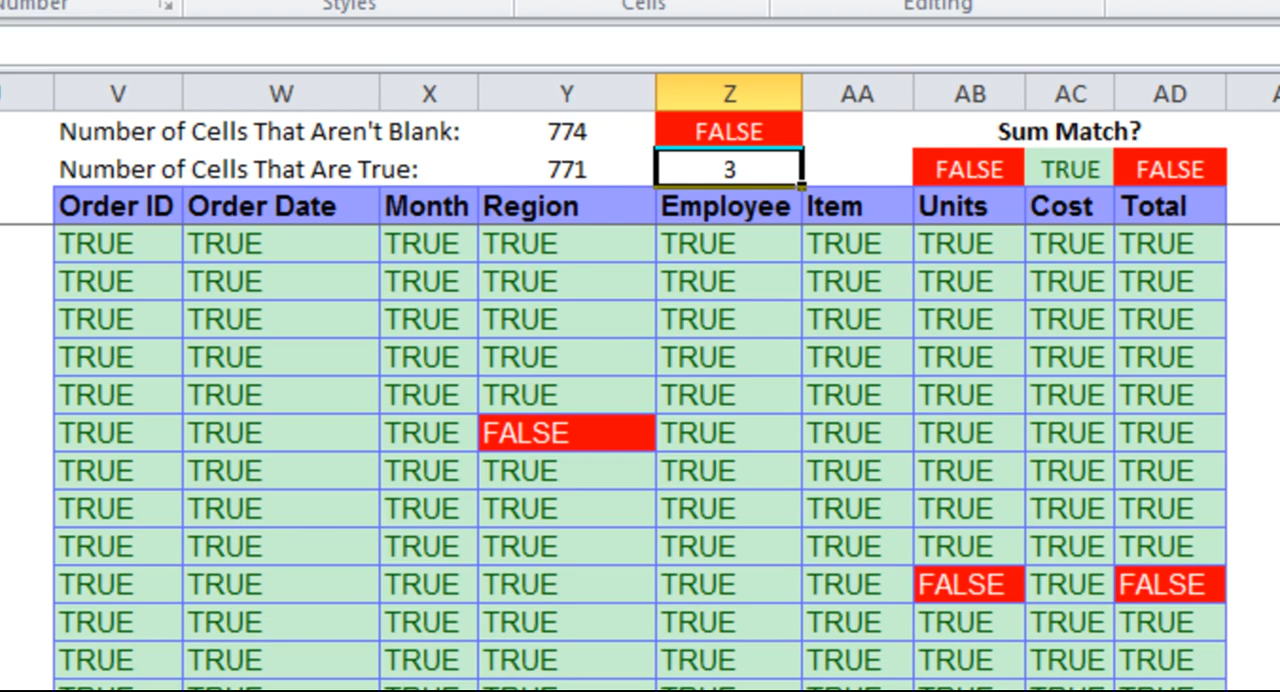 Number Styles Cells Editing
V W X Y Z AA AB AC AD
Number of Cells That Aren't Blank: 774 FALSE Sum Match?
Number of Cells That Are True: 771 3 FALSE TRUE FALSE
Order ID Order Date Month Region Employee Item Units Cost Total
TRUE TRUE TRUE TRUE TRUE TRUE TRUE TRUE TRUE
TRUE TRUE TRUE TRUE TRUE TRUE TRUE TRUE TRUE
TRUE TRUE TRUE TRUE TRUE TRUE TRUE TRUE TRUE
TRUE TRUE TRUE TRUE TRUE TRUE TRUE TRUE TRUE
TRUE TRUE TRUE TRUE TRUE TRUE TRUE TRUE TRUE
TRUE TRUE TRUE FALSE TRUE TRUE TRUE TRUE TRUE
TRUE TRUE TRUE TRUE TRUE TRUE TRUE TRUE TRUE
TRUE TRUE TRUE TRUE TRUE TRUE TRUE TRUE TRUE
TRUE TRUE TRUE TRUE TRUE TRUE TRUE TRUE TRUE
TRUE TRUE TRUE TRUE TRUE TRUE FALSE TRUE FALSE
TRUE TRUE TRUE TRUE TRUE TRUE TRUE TRUE TRUE
TRUE TRUE TRUE TRUE TRUE TRUE TRUE TRUE TRUE